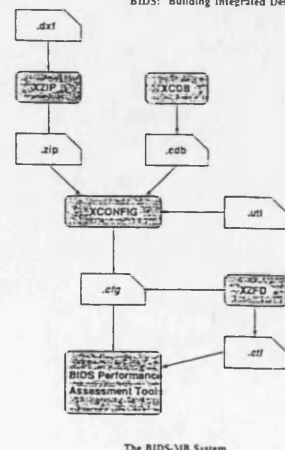 BIDS: Building Integrated De
.dxf
XZIP
XCDB
.zip
.cdb
XCONFIG
.utl
.cfg
XZFD
.ctl
BIDS Performance
Assessment Tool
The BIDS-MB System